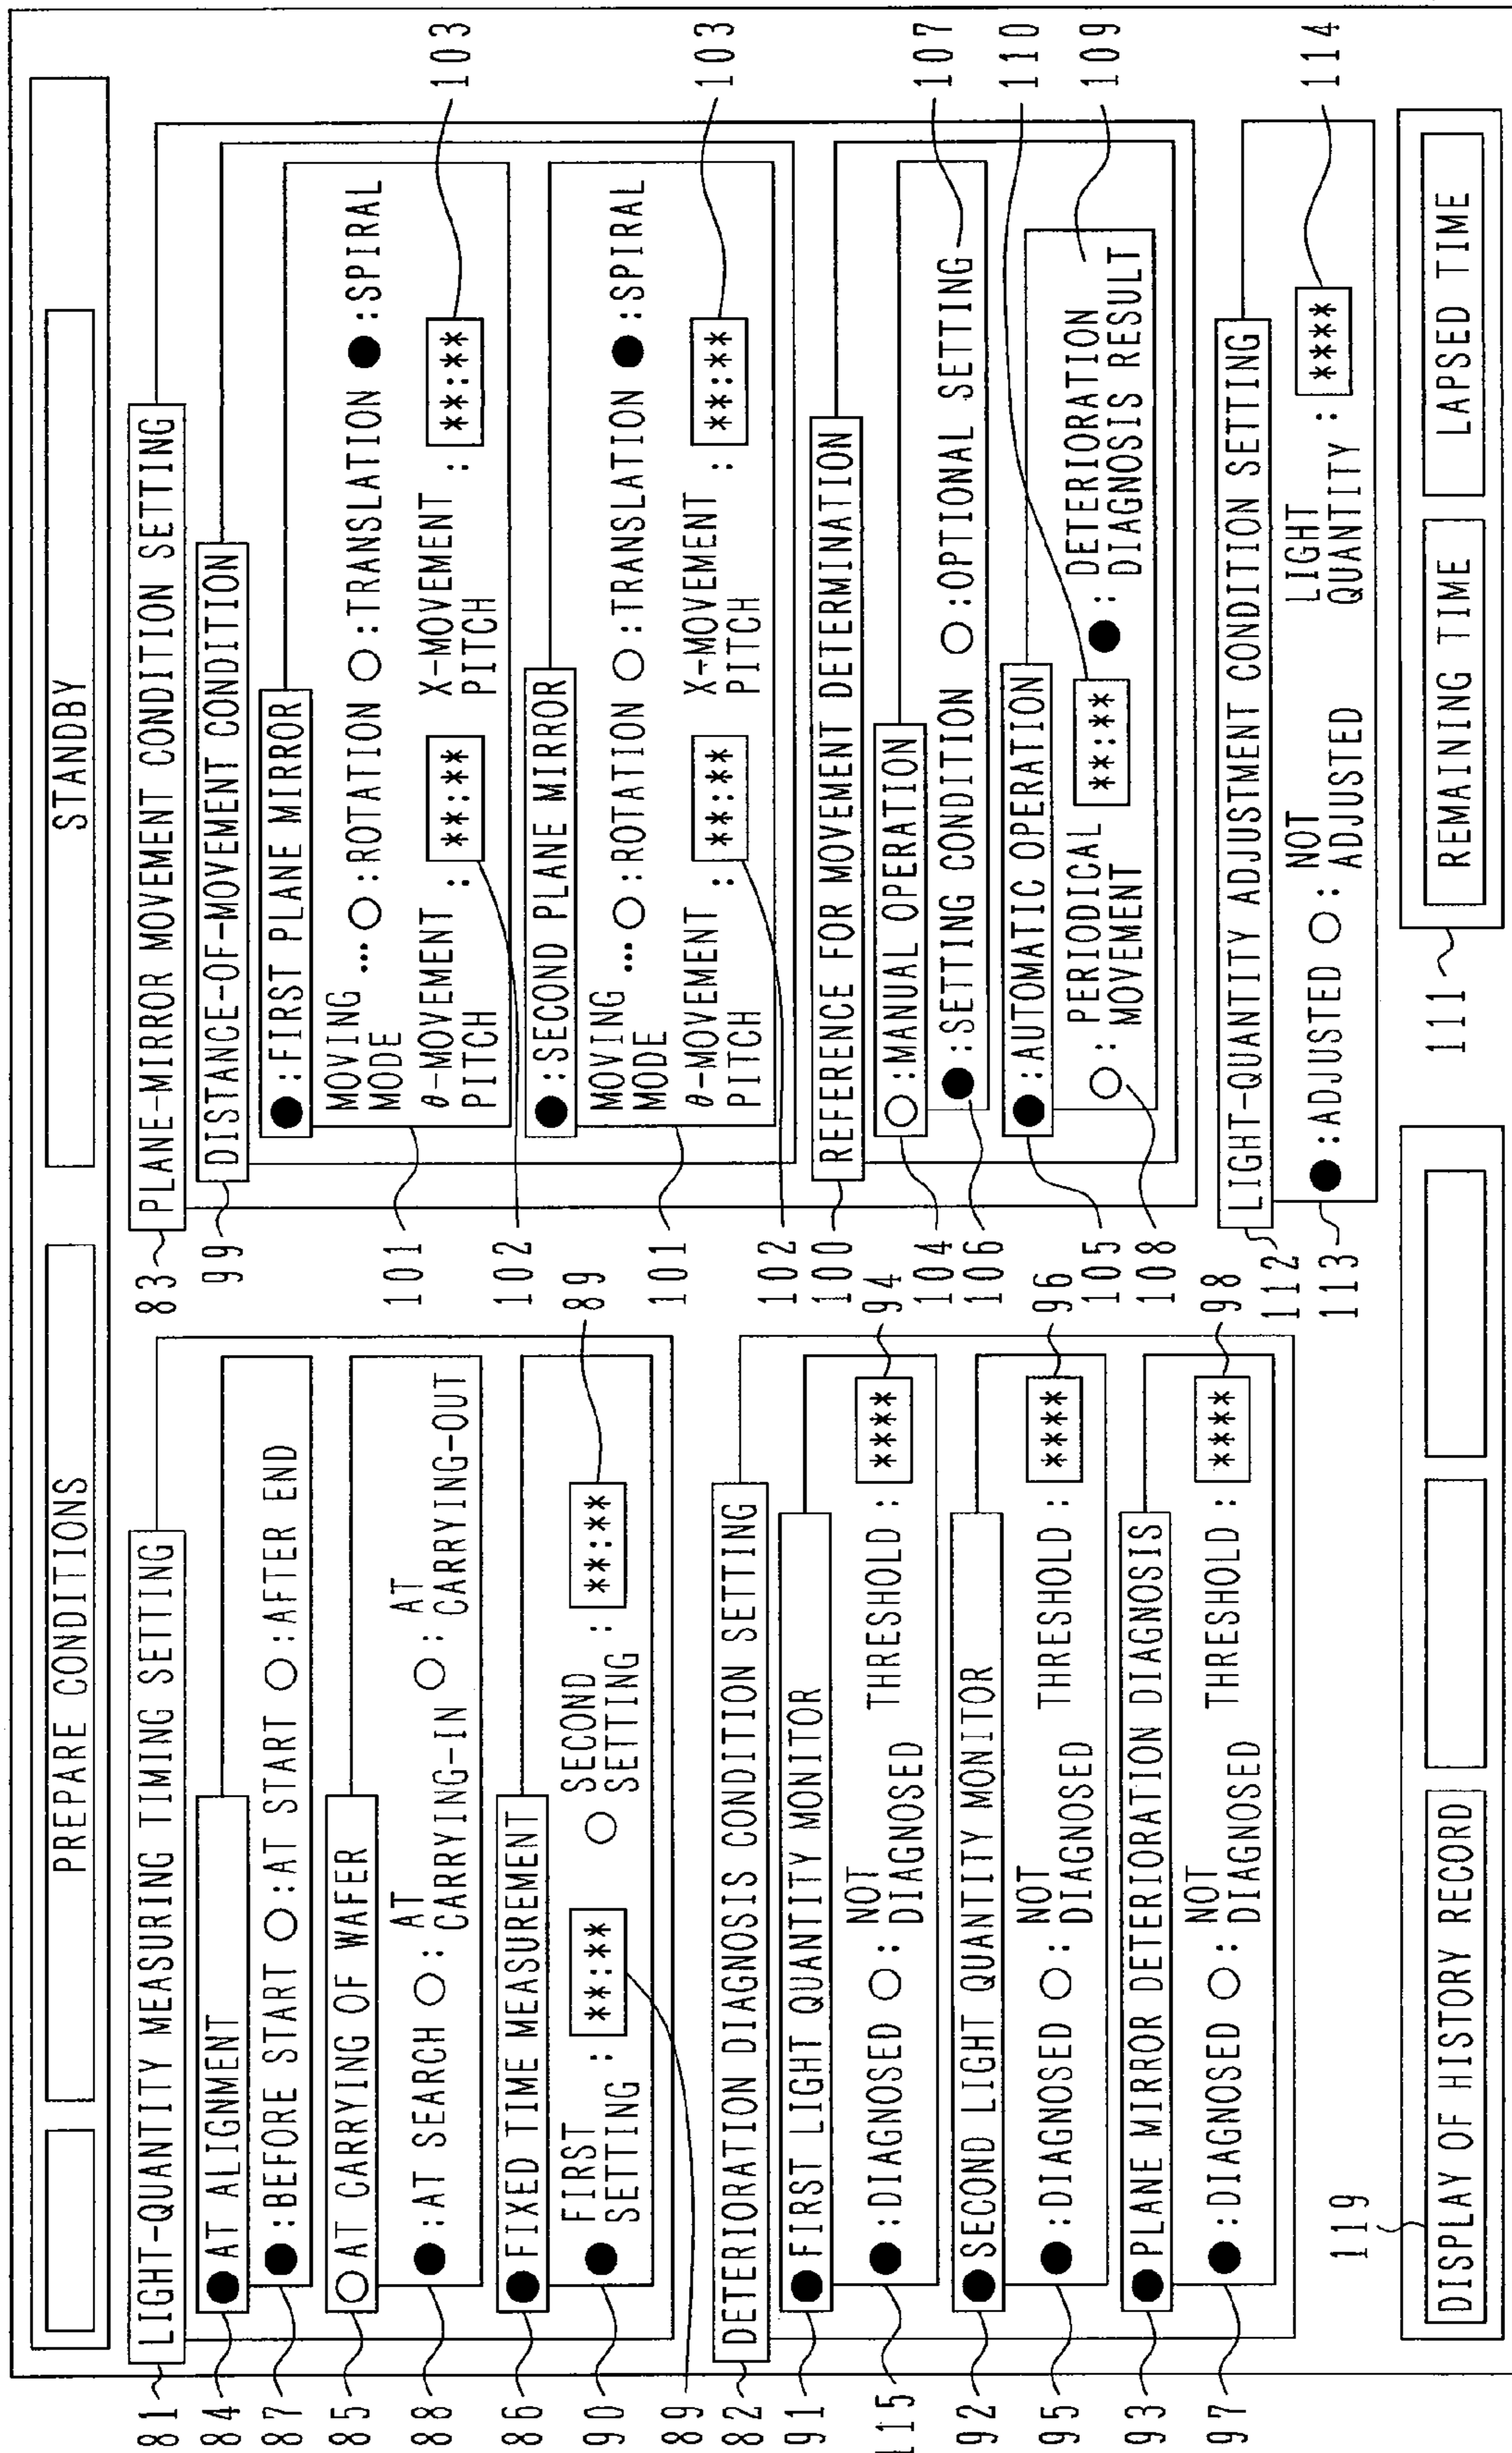 PREPARE CONDITIONS
STANDBY
81
LIGHT-QUANTITY MEASURING TIMING SETTING
84
AT ALIGNMENT
87
:BEFORE START :AT START :AFTER END
85
AT CARRYING OF WAFER
88
:AT SEARCH : AT CARRYING-IN : AT CARRYING-OUT
86
FIXED TIME MEASUREMENT
90
FIRST SETTING : **:** SECOND SETTING : **:**
89
89
82
DETERIORATION DIAGNOSIS CONDITION SETTING
91
FIRST LIGHT QUANTITY MONITOR
115
:DIAGNOSED : NOT DIAGNOSED THRESHOLD : ****
94
92
SECOND LIGHT QUANTITY MONITOR
95
:DIAGNOSED : NOT DIAGNOSED THRESHOLD : ****
96
93
PLANE MIRROR DETERIORATION DIAGNOSIS
97
:DIAGNOSED : NOT DIAGNOSED THRESHOLD : ****
98
83
PLANE-MIRROR MOVEMENT CONDITION SETTING
99
DISTANCE-OF-MOVEMENT CONDITION
:FIRST PLANE MIRROR
101
MOVING MODE ... :ROTATION :TRANSLATION :SPIRAL
θ-MOVEMENT PITCH : **:** X-MOVEMENT PITCH : **:**
102
103
:SECOND PLANE MIRROR
101
MOVING MODE ... :ROTATION :TRANSLATION :SPIRAL
θ-MOVEMENT PITCH : **:** X-MOVEMENT PITCH : **:**
102
103
100
REFERENCE FOR MOVEMENT DETERMINATION
104
:MANUAL OPERATION
106
:SETTING CONDITION :OPTIONAL SETTING
107
105
:AUTOMATIC OPERATION
108
: PERIODICAL MOVEMENT **:** : DETERIORATION DIAGNOSIS RESULT
110
109
112
LIGHT-QUANTITY ADJUSTMENT CONDITION SETTING
113
:ADJUSTED : NOT ADJUSTED LIGHT QUANTITY : ****
114
119
DISPLAY OF HISTORY RECORD
111
REMAINING TIME
LAPSED TIME